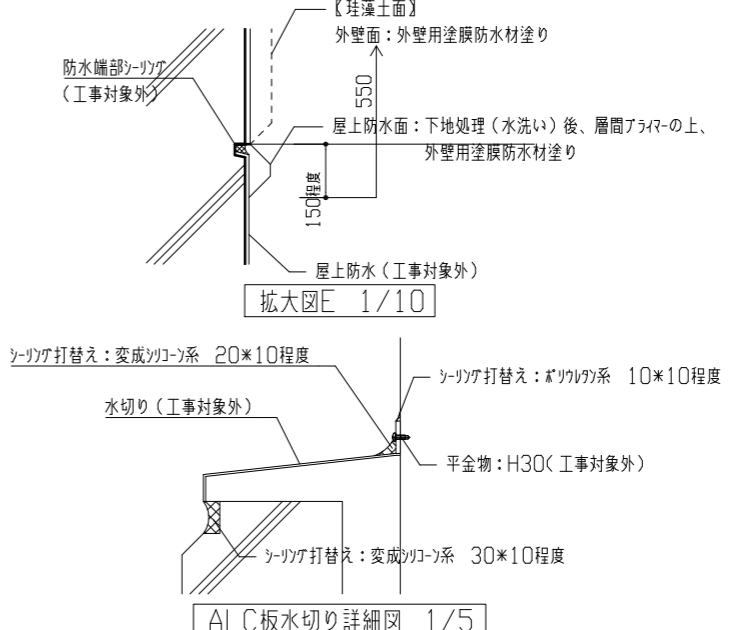 【珪藻土面】
外壁面：外壁用塗膜防水材塗り
防水端部ｼｰﾘﾝｸﾞ
（工事対象外）
550
屋上防水面：下地処理（水洗い）後、層間ﾌﾟﾗｲﾏｰの上、
外壁用塗膜防水材塗り
150程度
屋上防水（工事対象外）
拡大図E 1/10
ｼｰﾘﾝｸﾞ打替え：変成ｼﾘｺｰﾝ系 20*10程度
ｼｰﾘﾝｸﾞ打替え：ﾎﾟﾘｳﾚﾀﾝ系 10*10程度
水切り（工事対象外）
平金物：H30(工事対象外)
ｼｰﾘﾝｸﾞ打替え：変成ｼﾘｺｰﾝ系 30*10程度
ALC板水切り詳細図 1/5